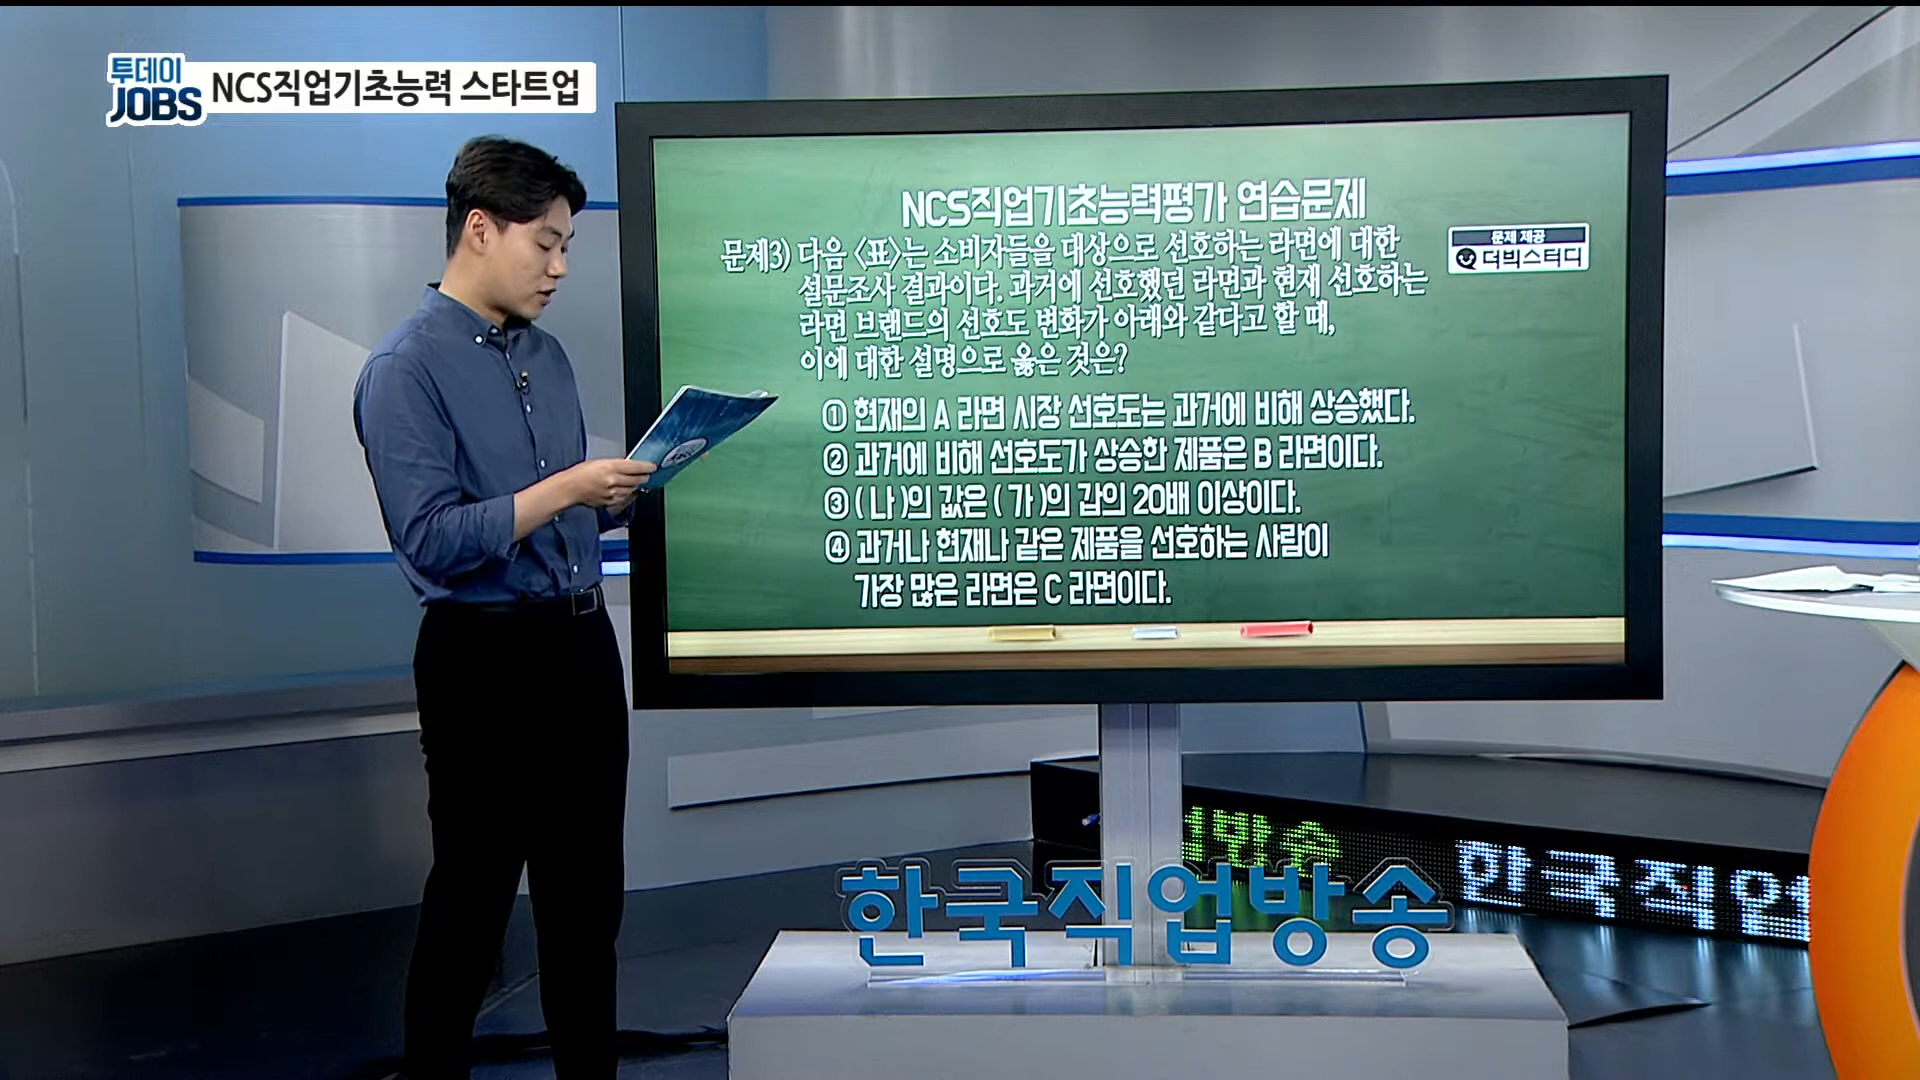 투데이
JOBS
NCS직업기초능력 스타트업
NCS직업기초능력평가 연습문제
문제 제공
더빅스터디
문제3) 다음 〈표〉는 소비자들을 대상으로 선호하는 라면에 대한
설문조사 결과이다. 과거에 선호했던 라면과 현재 선호하는
라면 브랜드의 선호도 변화가 아래와 같다고 할 때,
이에 대한 설명으로 옳은 것은?
① 현재의 A 라면 시장 선호도는 과거에 비해 상승했다.
② 과거에 비해 선호도가 상승한 제품은 B 라면이다.
③ ( 나 )의 값은 ( 가 )의 값의 20배 이상이다.
④ 과거나 현재나 같은 제품을 선호하는 사람이
가장 많은 라면은 C 라면이다.
업방송
한국직업
한국직업방송